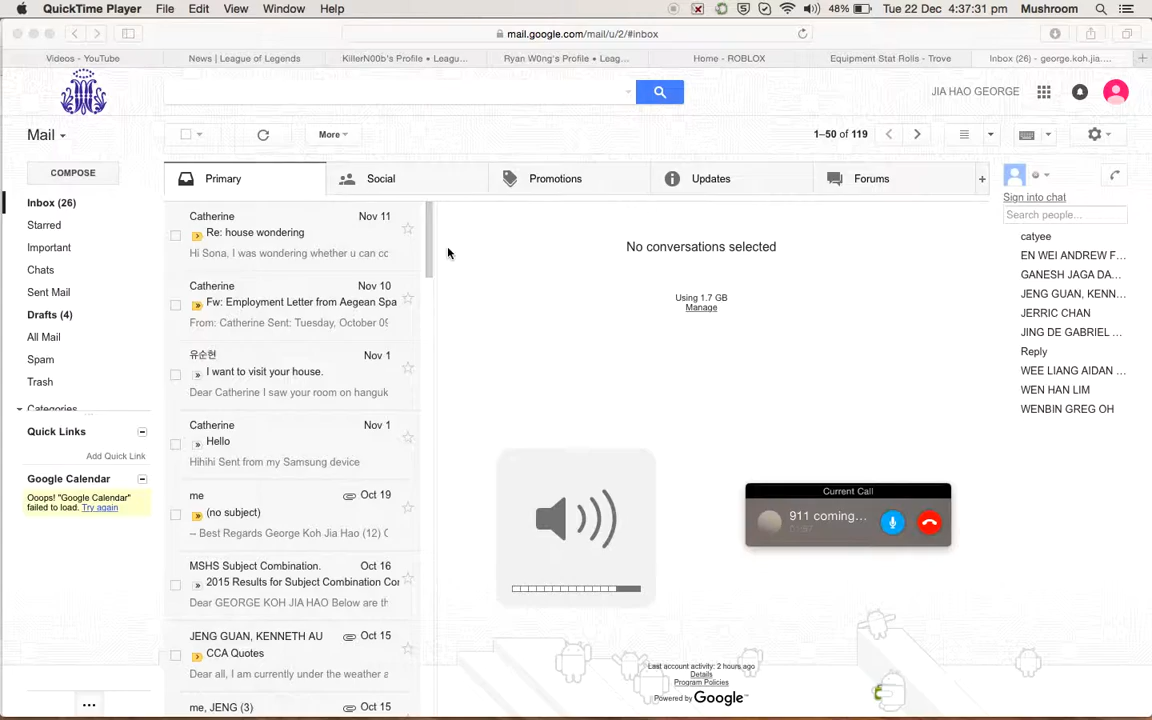 QuickTime Player File Edit View Window Help
48% Tue 22 Dec 4:37:31 pm Mushroom
mail.google.com/mail/u/2/#inbox
Videos - YouTube
News | League of Legends
KillerN00b's Profile • Leagu...
Ryan W0ng's Profile • Leag...
Home - ROBLOX
Equipment Stat Rolls - Trove
Inbox (26) - george.koh.jia....
JIA HAO GEORGE
Mail
More
1–50 of 119
COMPOSE
Inbox (26)
Starred
Important
Chats
Sent Mail
Drafts (4)
All Mail
Spam
Trash
Categories
Quick Links
Add Quick Link
Google Calendar
Ooops! "Google Calendar"
failed to load. Try again
Primary
Social
Promotions
Updates
Forums
Catherine Nov 11
Re: house wondering
Hi Sona, I was wondering whether u can cc
Catherine Nov 10
Fw: Employment Letter from Aegean Spa
From: Catherine Sent: Tuesday, October 09
유순현 Nov 1
I want to visit your house.
Dear Catherine I saw your room on hanguk
Catherine Nov 1
Hello
Hihihi Sent from my Samsung device
me Oct 19
(no subject)
-- Best Regards George Koh Jia Hao (12) C
MSHS Subject Combination. Oct 16
2015 Results for Subject Combination Cor
Dear GEORGE KOH JIA HAO Below are th
JENG GUAN, KENNETH AU Oct 15
CCA Quotes
Dear all, I am currently under the weather a
me, JENG (3) Oct 15
No conversations selected
Using 1.7 GB
Manage
Current Call
911 coming...
Last account activity: 2 hours ago
Details
Program Policies
Powered by Google™
Sign into chat
Search people...
catyee
EN WEI ANDREW F...
GANESH JAGA DA...
JENG GUAN, KENN...
JERRIC CHAN
JING DE GABRIEL ...
Reply
WEE LIANG AIDAN ...
WEN HAN LIM
WENBIN GREG OH